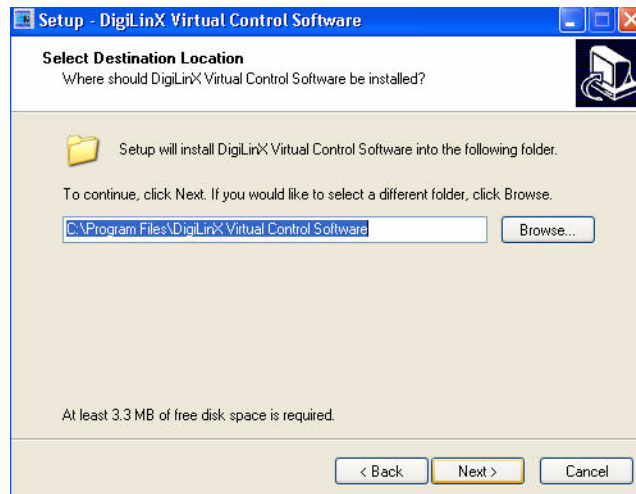 Setup - DigiLinX Virtual Control Software
Select Destination Location
Where should DigiLinX Virtual Control Software be installed?
Setup will install DigiLinX Virtual Control Software into the following folder.
To continue, click Next. If you would like to select a different folder, click Browse.
C:\Program Files\DigiLinX Virtual Control Software
Browse...
At least 3.3 MB of free disk space is required.
< Back
Next >
Cancel